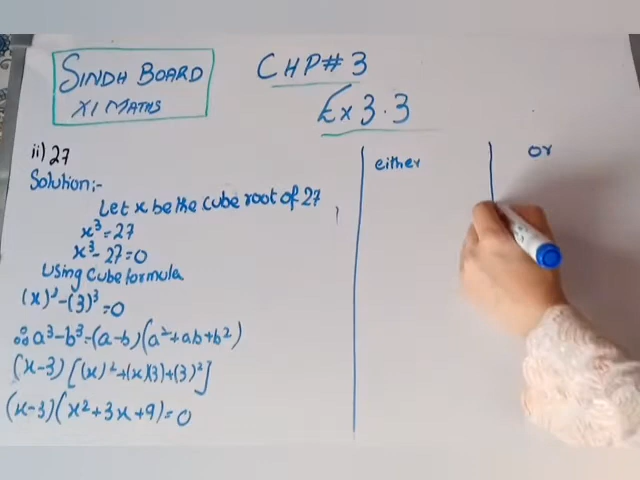 SINDH BOARD
XI MATHS
CHP# 3
Ex 3.3
ii) 27
Solution:-
Let x be the cube root of 27
x³=27
x³-27=0
Using Cube formula
(x)³-(3)³=0
∴a³-b³=(a-b)(a²+ab+b²)
(x-3)[(x)²+(x)(3)+(3)²]
(x-3)(x²+3x+9)=0
either
or